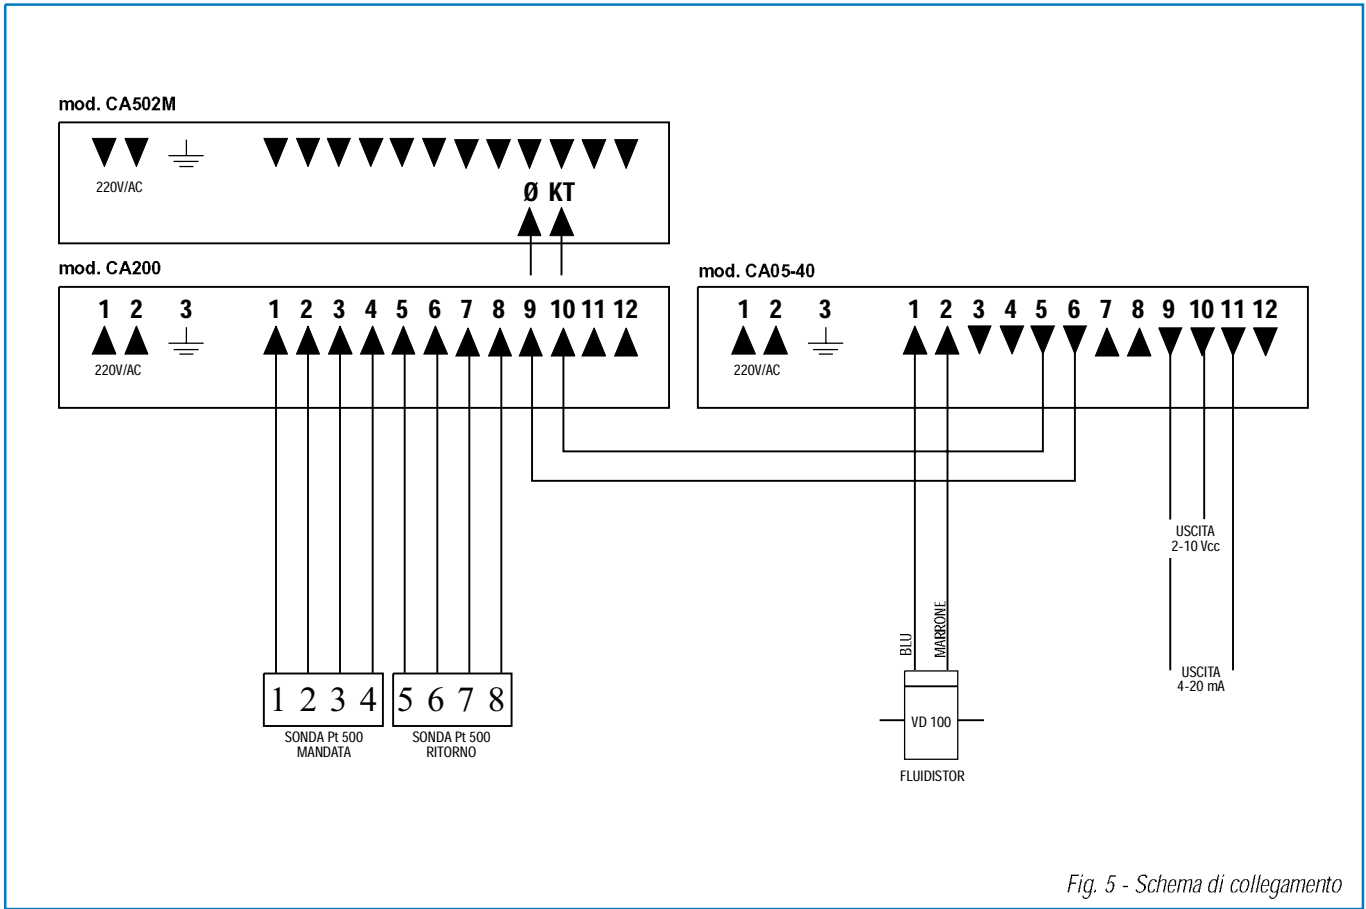 mod. CA502M
220V/AC
Ø KT
mod. CA200
1 2 3 1 2 3 4 5 6 7 8 9 10 11 12
220V/AC
mod. CA05-40
1 2 3 1 2 3 4 5 6 7 8 9 10 11 12
220V/AC
USCITA
2-10 Vcc
BLU
MARRONE
USCITA
4-20 mA
1 2 3 4
5 6 7 8
SONDA Pt 500
MANDATA
SONDA Pt 500
RITORNO
VD 100
FLUIDISTOR
Fig. 5 - Schema di collegamento